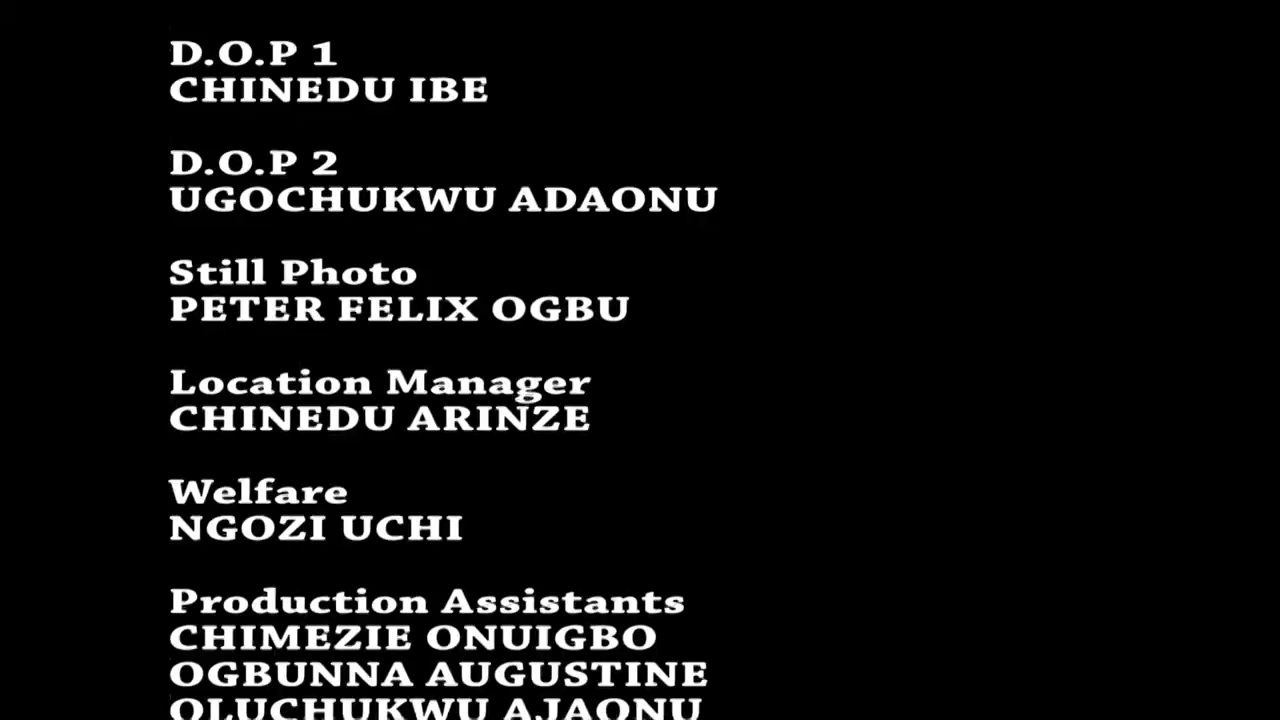 D.O.P 1
CHINEDU IBE
D.O.P 2
UGOCHUKWU ADAONU
Still Photo
PETER FELIX OGBU
Location Manager
CHINEDU ARINZE
Welfare
NGOZI UCHI
Production Assistants
CHIMEZIE ONUIGBO
OGBUNNA AUGUSTINE
OLUCHUKWU AJAONU